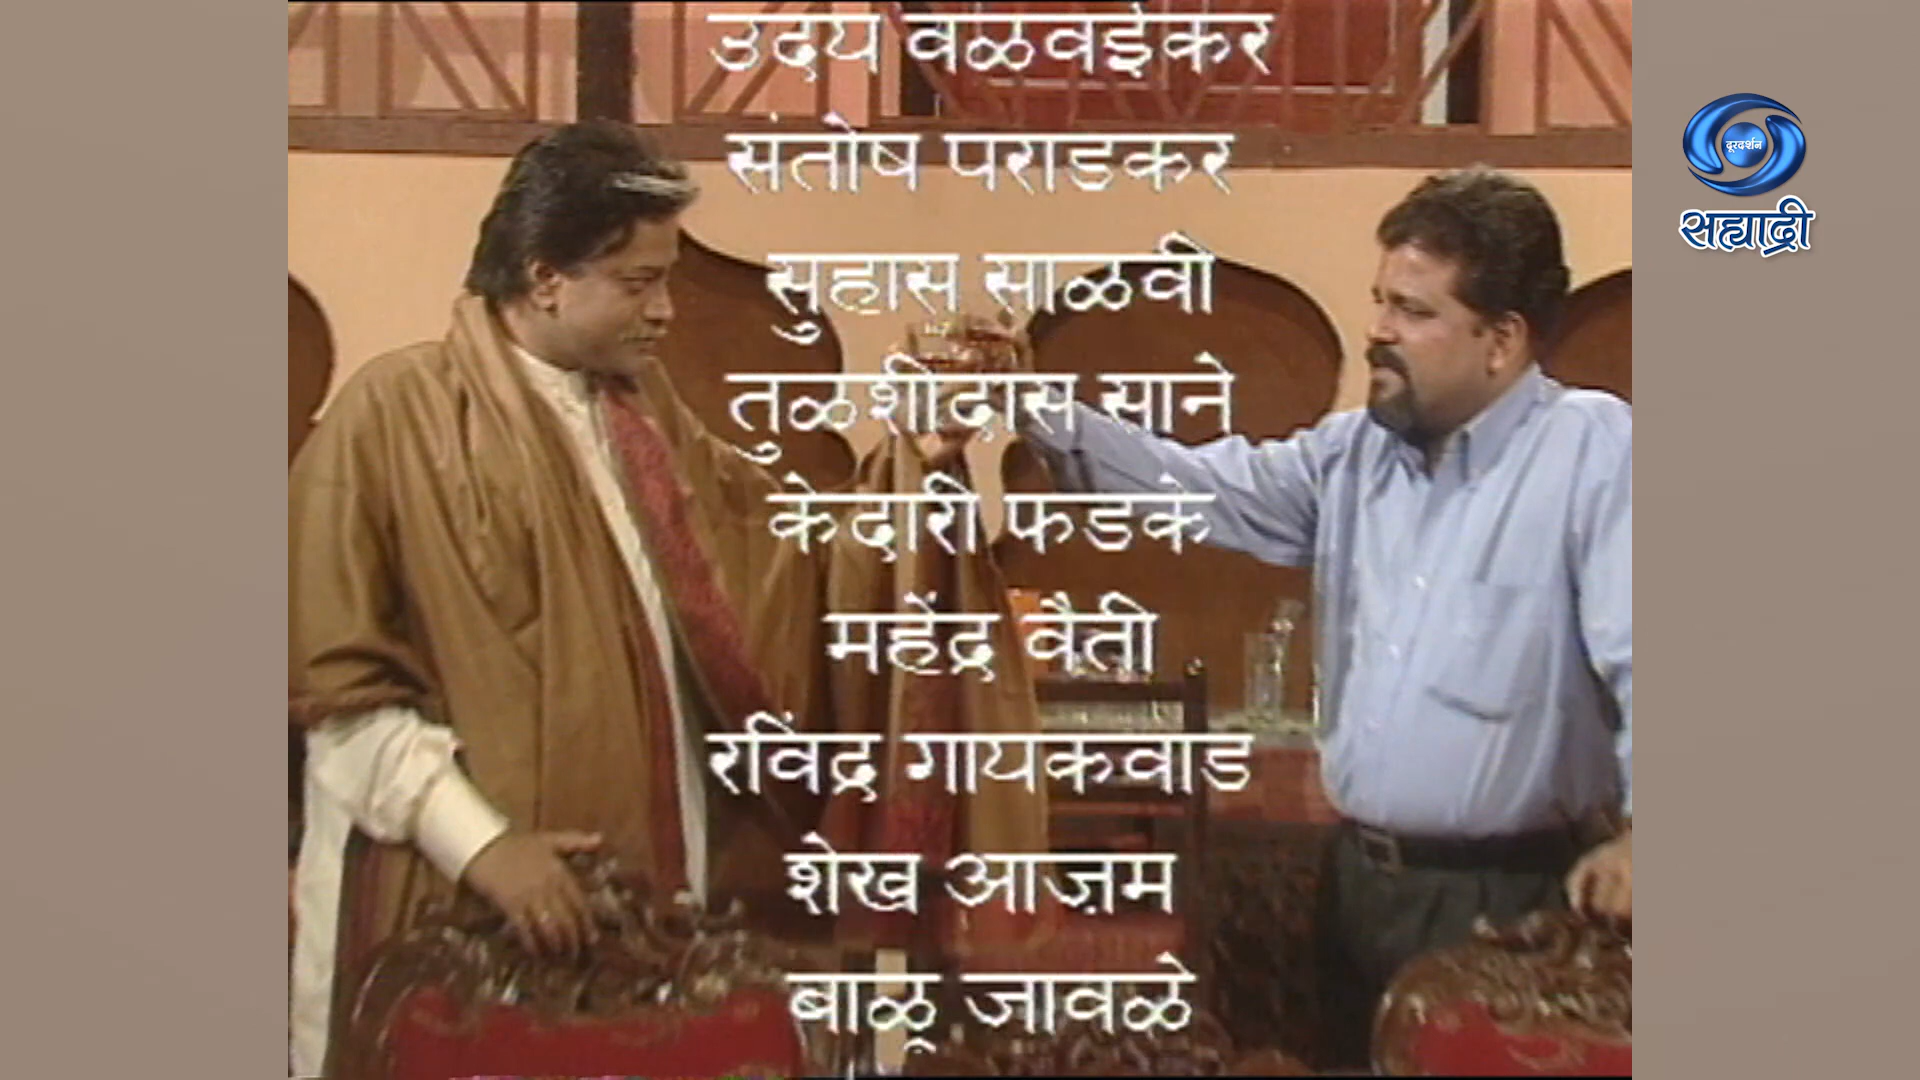 उदय वळवईकर
संतोष पराडकर
सुहास साळवी
तुळशीदास साने
केदारी फडके
महेंद्र वैती
रविंद्र गायकवाड
शेख आज़म
बाळू जावळे
दूरदर्शन
सह्याद्री